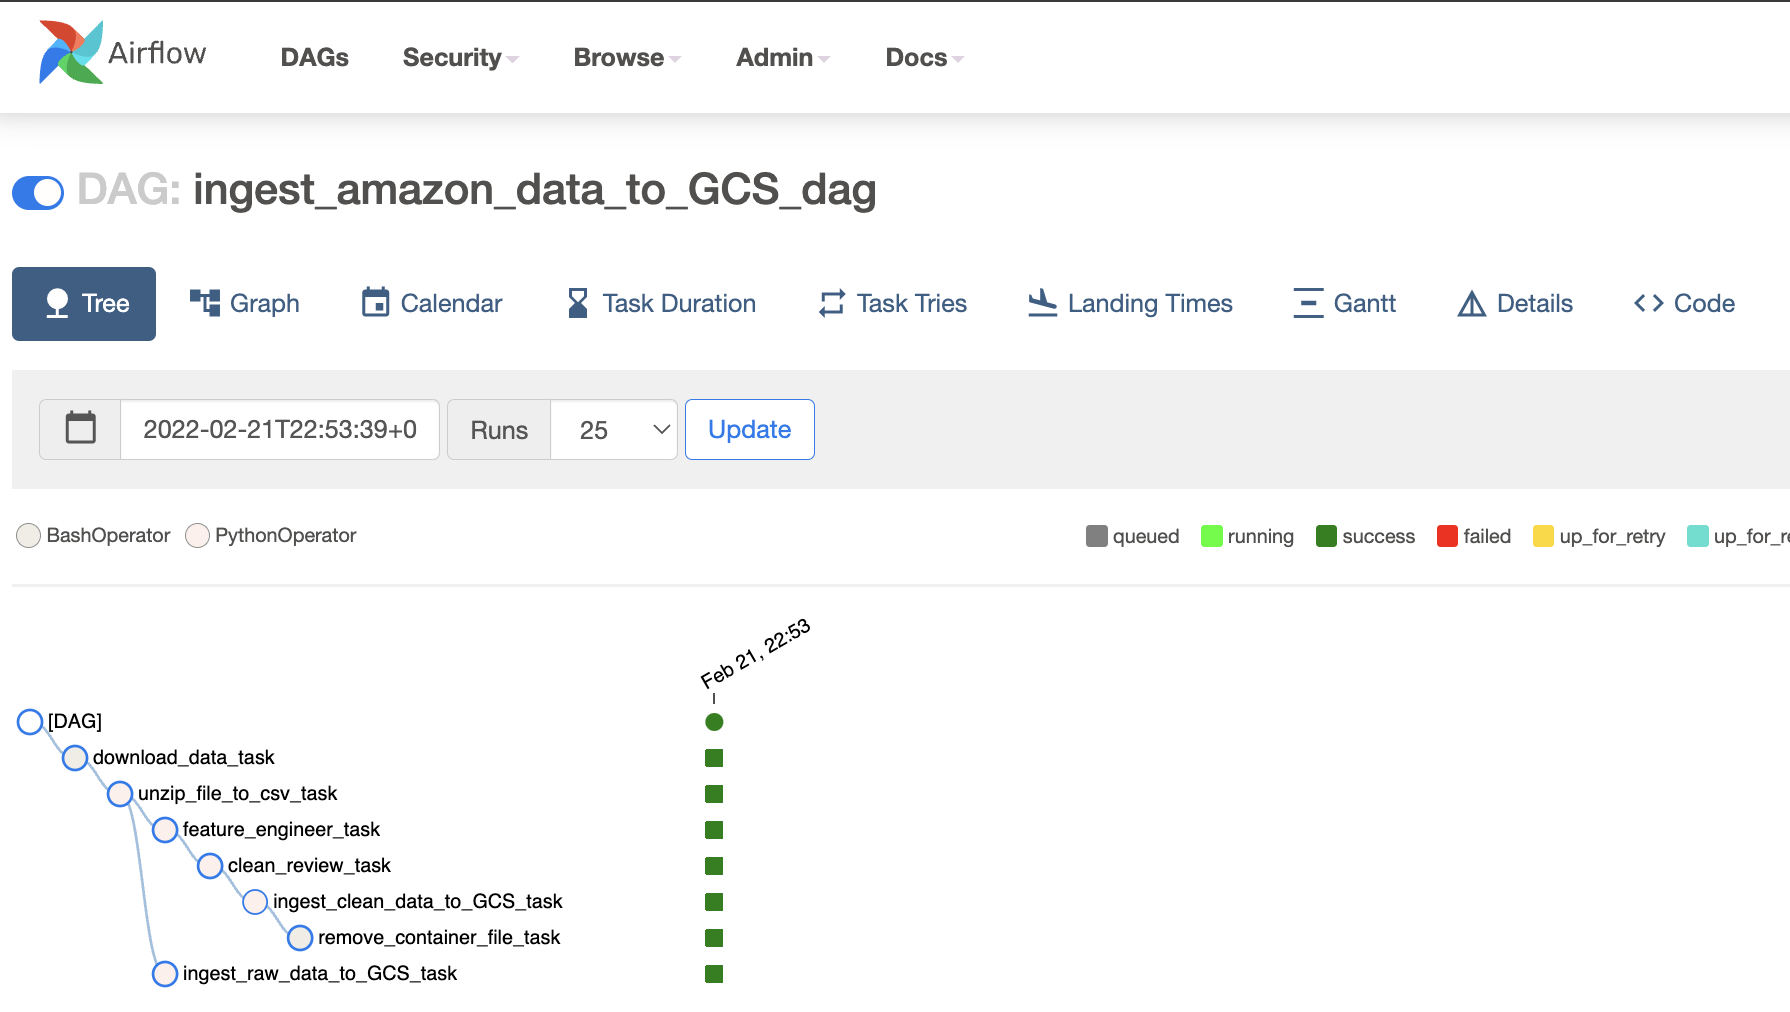 Airflow DAGs Security Browse Admin Docs
DAG: ingest_amazon_data_to_GCS_dag
Tree Graph Calendar Task Duration Task Tries Landing Times Gantt Details Code
2022-02-21T22:53:39+0 Runs 25 Update
BashOperator PythonOperator queued running success failed up_for_retry up_for_re
Feb 21, 22:53
[DAG]
download_data_task
unzip_file_to_csv_task
feature_engineer_task
clean_review_task
ingest_clean_data_to_GCS_task
remove_container_file_task
ingest_raw_data_to_GCS_task